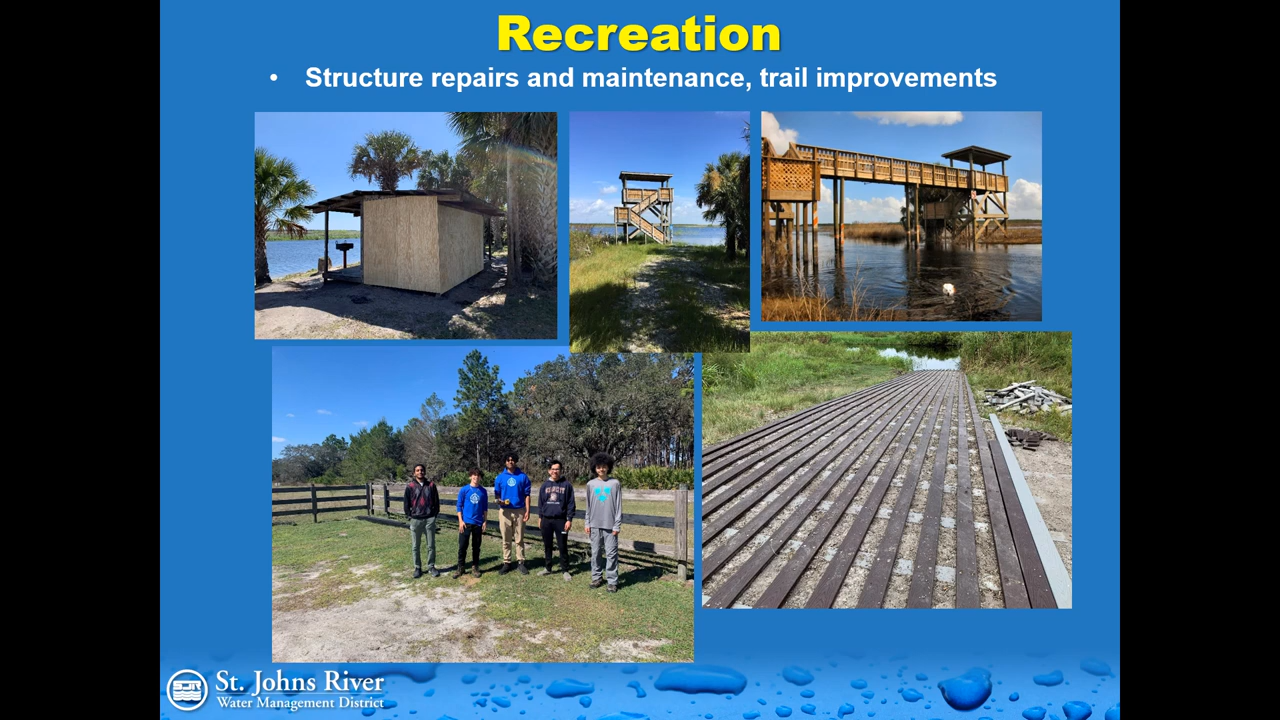 Recreation
• Structure repairs and maintenance, trail improvements
St. Johns River
Water Management District